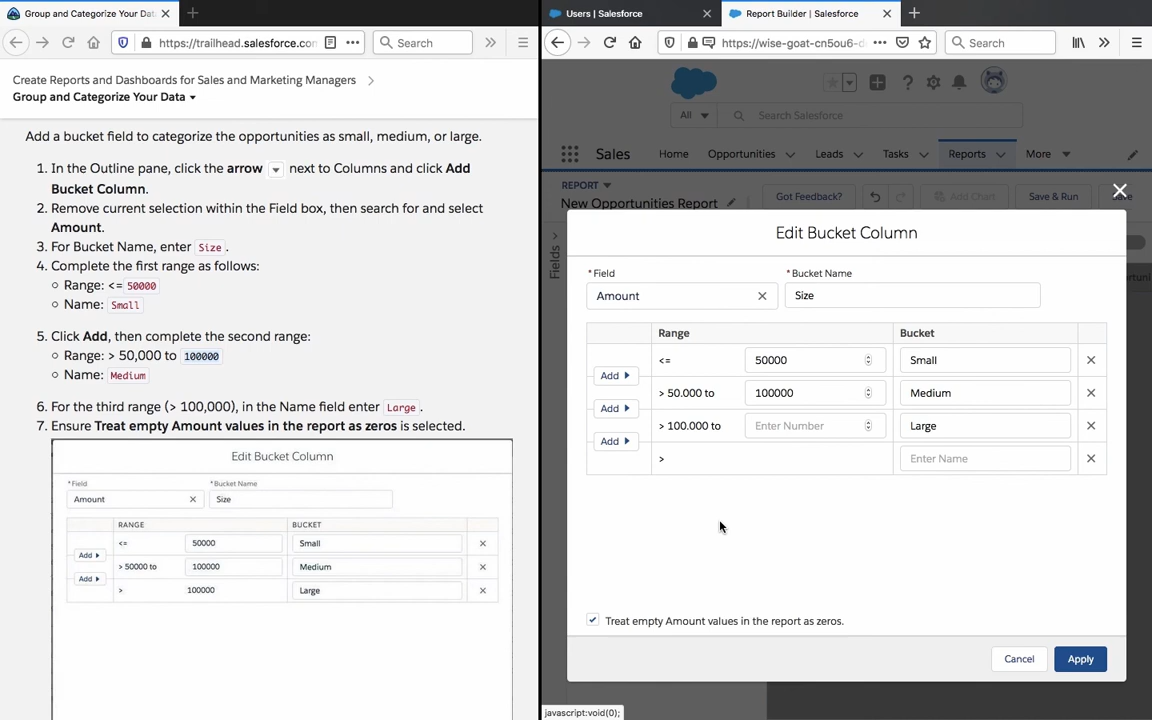 Group and Categorize Your Dat
https://trailhead.salesforce.co
Search
Create Reports and Dashboards for Sales and Marketing Managers
Group and Categorize Your Data
Add a bucket field to categorize the opportunities as small, medium, or large.
1. In the Outline pane, click the arrow next to Columns and click Add
Bucket Column.
2. Remove current selection within the Field box, then search for and select
Amount.
3. For Bucket Name, enter Size.
4. Complete the first range as follows:
Range: <= 50000
Name: Small
5. Click Add, then complete the second range:
Range: > 50,000 to 100000
Name: Medium
6. For the third range (> 100,000), in the Name field enter Large.
7. Ensure Treat empty Amount values in the report as zeros is selected.
Edit Bucket Column
*Field *Bucket Name
Amount Size
RANGE BUCKET
<= 50000 Small
Add
> 50000 to 100000 Medium
Add
> 100000 Large
Users | Salesforce
Report Builder | Salesforce
https://wise-goat-cn5ou6-d
Search
All Search Salesforce
Sales Home Opportunities Leads Tasks Reports More
REPORT
New Opportunities Report
Got Feedback? Add Chart Save & Run
Fields
Edit Bucket Column
*Field *Bucket Name
Amount Size
Range Bucket
<= 50000 Small
Add
> 50.000 to 100000 Medium
Add
> 100.000 to Enter Number Large
Add
> Enter Name
Treat empty Amount values in the report as zeros.
Cancel Apply
javascript:void(0);